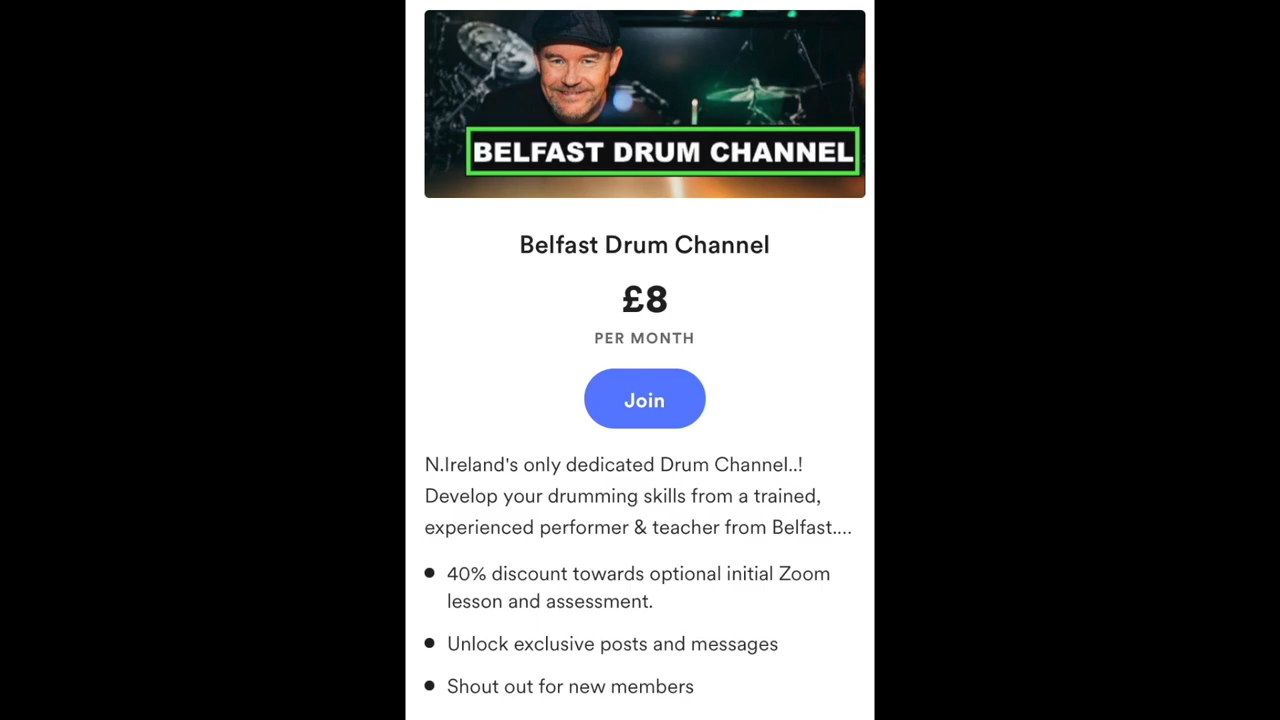 BELFAST DRUM CHANNEL
Belfast Drum Channel
£8
PER MONTH
Join
N.Ireland's only dedicated Drum Channel..!
Develop your drumming skills from a trained,
experienced performer & teacher from Belfast....
40% discount towards optional initial Zoom
lesson and assessment.
Unlock exclusive posts and messages
Shout out for new members